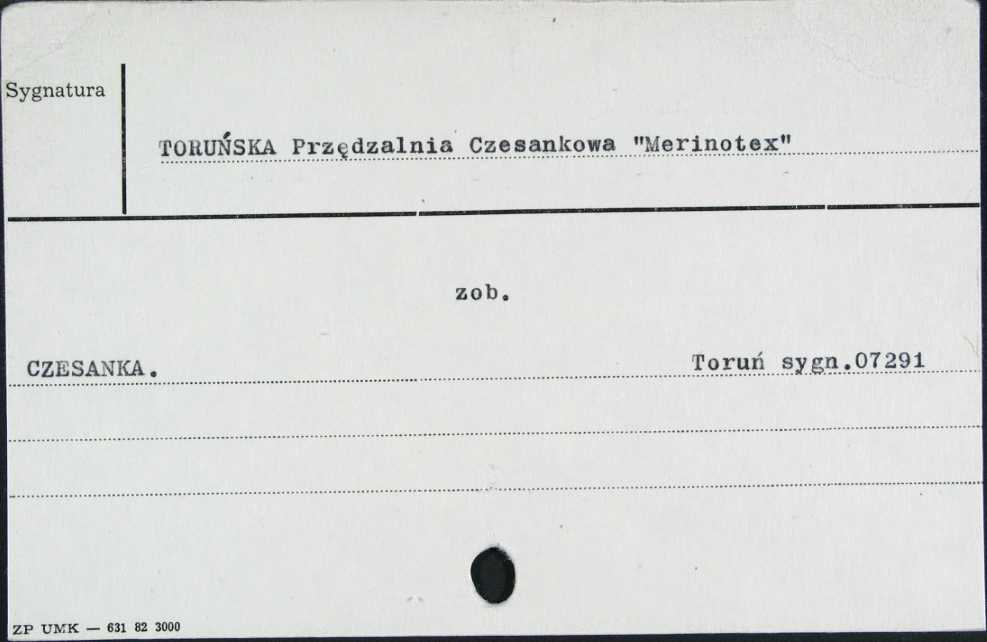 Sygnatura
TORUŃSKA Przędzalnia Czesankowa "Merinotex"
zob.
CZESANKA. Toruń sygn.07291
ZP UMK — 631 82 3000